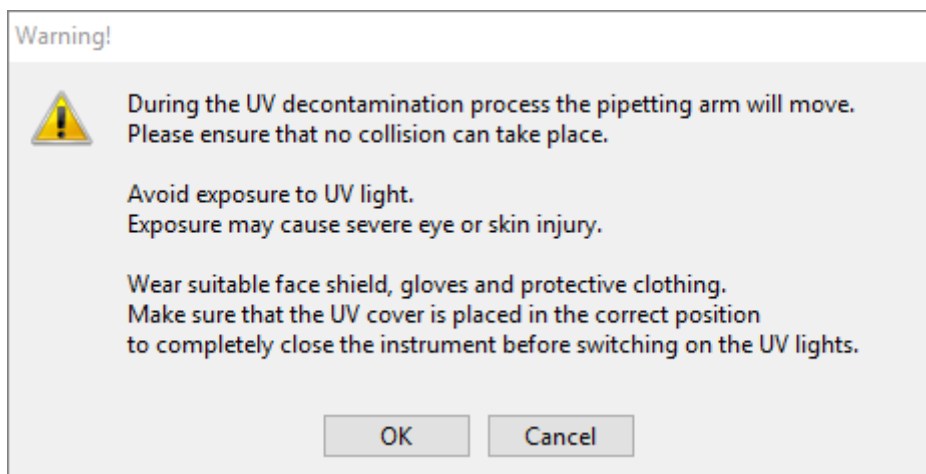 Warning!
During the UV decontamination process the pipetting arm will move.
Please ensure that no collision can take place.
Avoid exposure to UV light.
Exposure may cause severe eye or skin injury.
Wear suitable face shield, gloves and protective clothing.
Make sure that the UV cover is placed in the correct position
to completely close the instrument before switching on the UV lights.
OK
Cancel